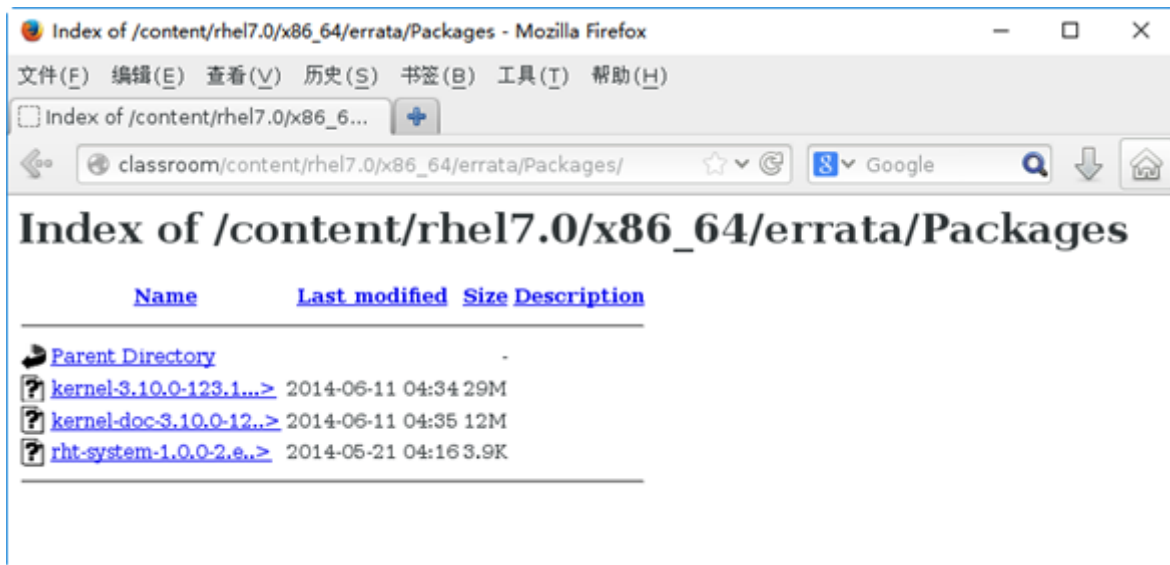 Index of /content/rhel7.0/x86_64/errata/Packages - Mozilla Firefox
文件(F) 编辑(E) 查看(V) 历史(S) 书签(B) 工具(T) 帮助(H)
Index of /content/rhel7.0/x86_6...
classroom/content/rhel7.0/x86_64/errata/Packages/ 8 Google
Index of /content/rhel7.0/x86_64/errata/Packages
Name Last modified Size Description
Parent Directory -
kernel-3.10.0-123.1...> 2014-06-11 04:34 29M
kernel-doc-3.10.0-12..> 2014-06-11 04:35 12M
rht-system-1.0.0-2.e..> 2014-05-21 04:16 3.9K